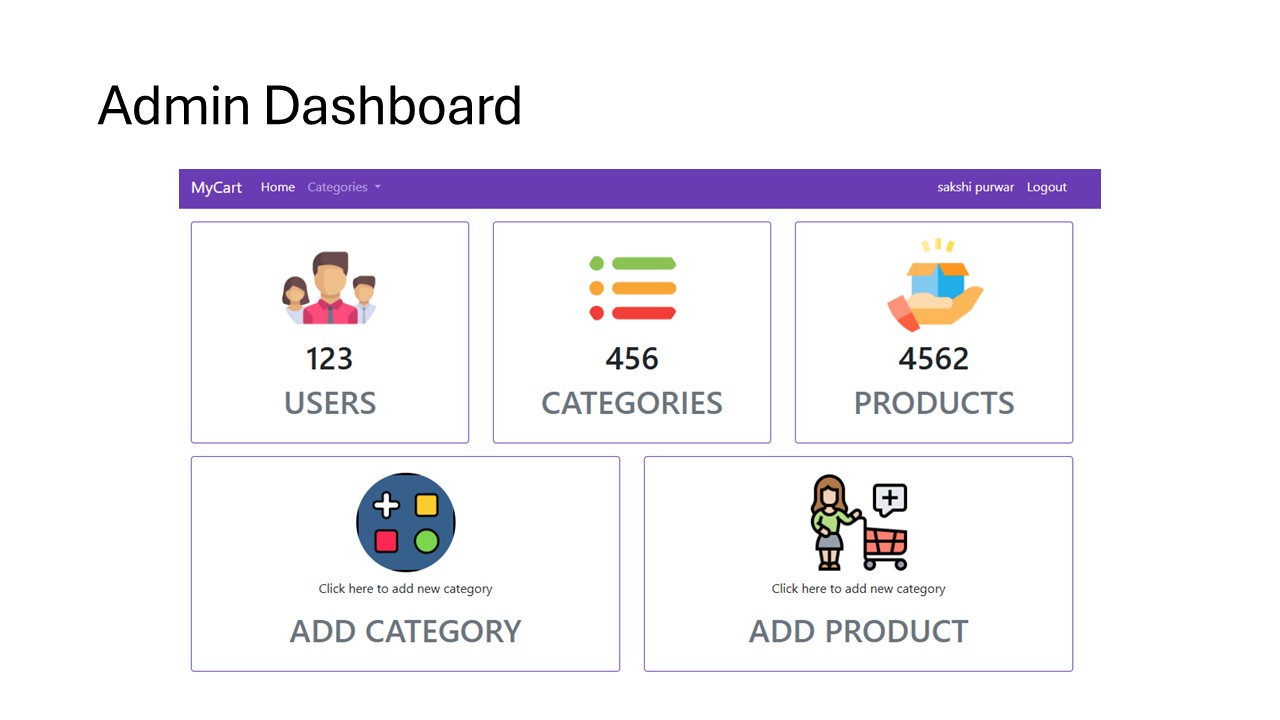 Admin Dashboard
MyCart Home Categories sakshi purwar Logout
123 456 4562
USERS CATEGORIES PRODUCTS
Click here to add new category Click here to add new category
ADD CATEGORY ADD PRODUCT